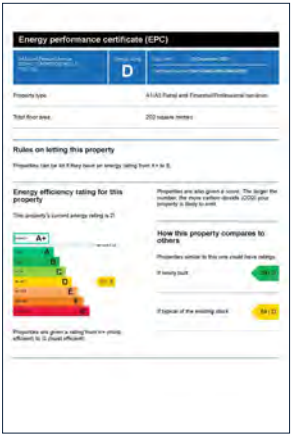 Energy performance certificate (EPC)
D
Property type
A1/A2 Retail and Financial/Professional services
Total floor area
202 square metres
Rules on letting this property
Properties can be let if they have an energy rating from A+ to E.
Energy efficiency rating for this
property
This property's current energy rating is D.
A+
A
B
C
D
E
F
G
Properties are given a rating from A+ (most
efficient) to G (least efficient).
Properties are also given a score. The larger the
number, the more carbon dioxide (CO2) your
property is likely to emit.
How this property compares to
others
Properties similar to this one could have ratings:
If newly built
If typical of the existing stock